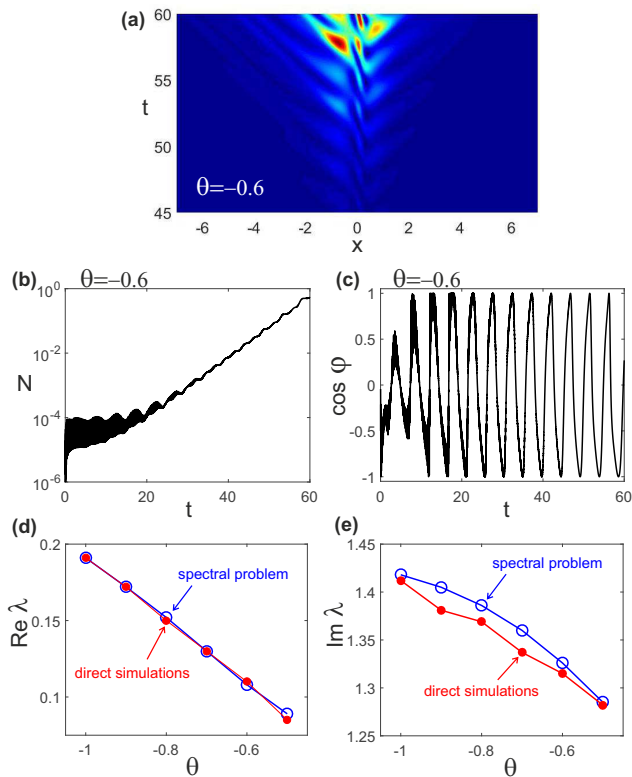 (a)
60
55
t
50
45
θ=−0.6
-6 -4 -2 0 2 4 6
x
(b) θ=−0.6
10^0
10^-2
N
10^-4
10^-6
0 20 40 60
t
(c) θ=−0.6
1
0.5
cos φ
0
-0.5
-1
0 20 40 60
t
(d)
0.2
spectral problem
Re λ
0.15
direct simulations
0.1
-1 -0.8 -0.6
θ
(e)
1.45
spectral problem
1.4
Im λ
1.35
direct simulations
1.3
1.25
-1 -0.8 -0.6
θ